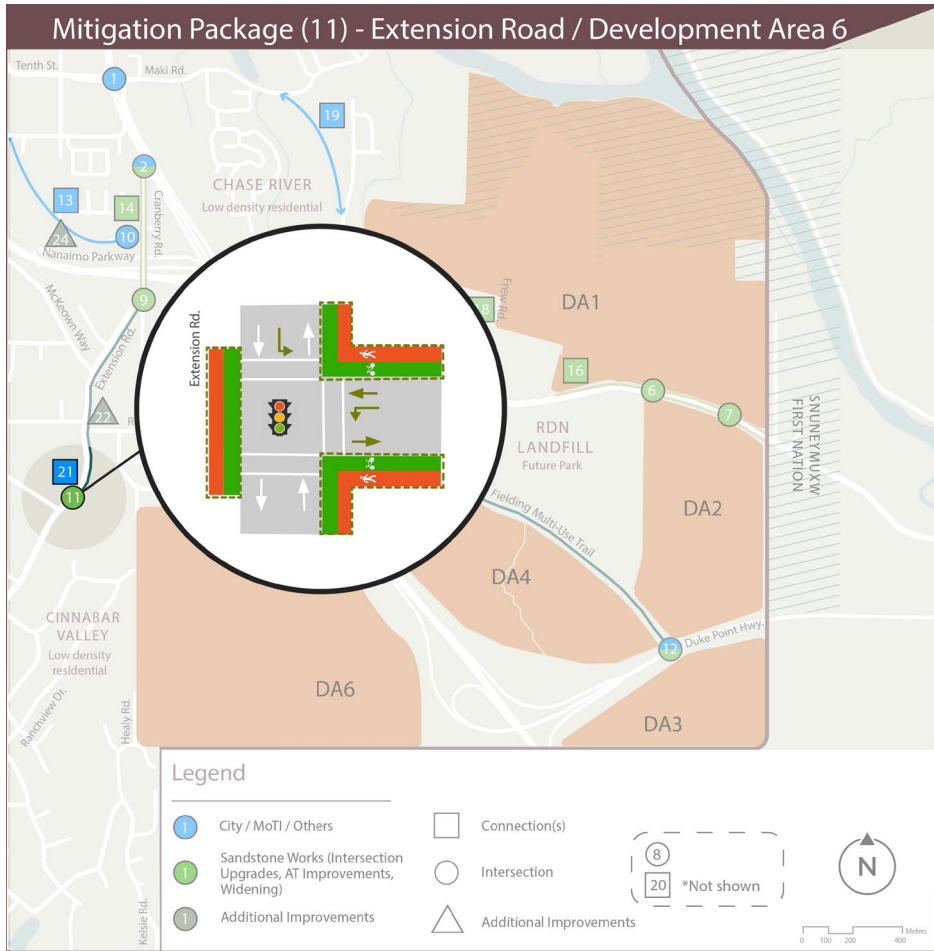 Mitigation Package (11) - Extension Road / Development Area 6
Tenth St.
Maki Rd.
1
19
2
CHASE RIVER
Low density residential
13
14
Cranberry Rd.
24
10
Nanaimo Parkway
McKeown Way
9
Extension Rd.
22
21
11
Extension Rd.
18
Frew Rd.
DA1
16
6
7
RDN
LANDFILL
Future Park
SNUNEYMUXW
FIRST NATION
DA2
Fielding Multi-Use Trail
DA4
12
Duke Point Hwy.
CINNABAR
VALLEY
Low density
residential
DA6
DA3
Ranchview Dr.
Healy Rd.
Kelsie Rd.
Legend
1 City / MoTI / Others
1 Sandstone Works (Intersection
Upgrades, AT Improvements,
Widening)
1 Additional Improvements
Connection(s)
Intersection
Additional Improvements
8
20 *Not shown
N
Meters
0 100 200 400